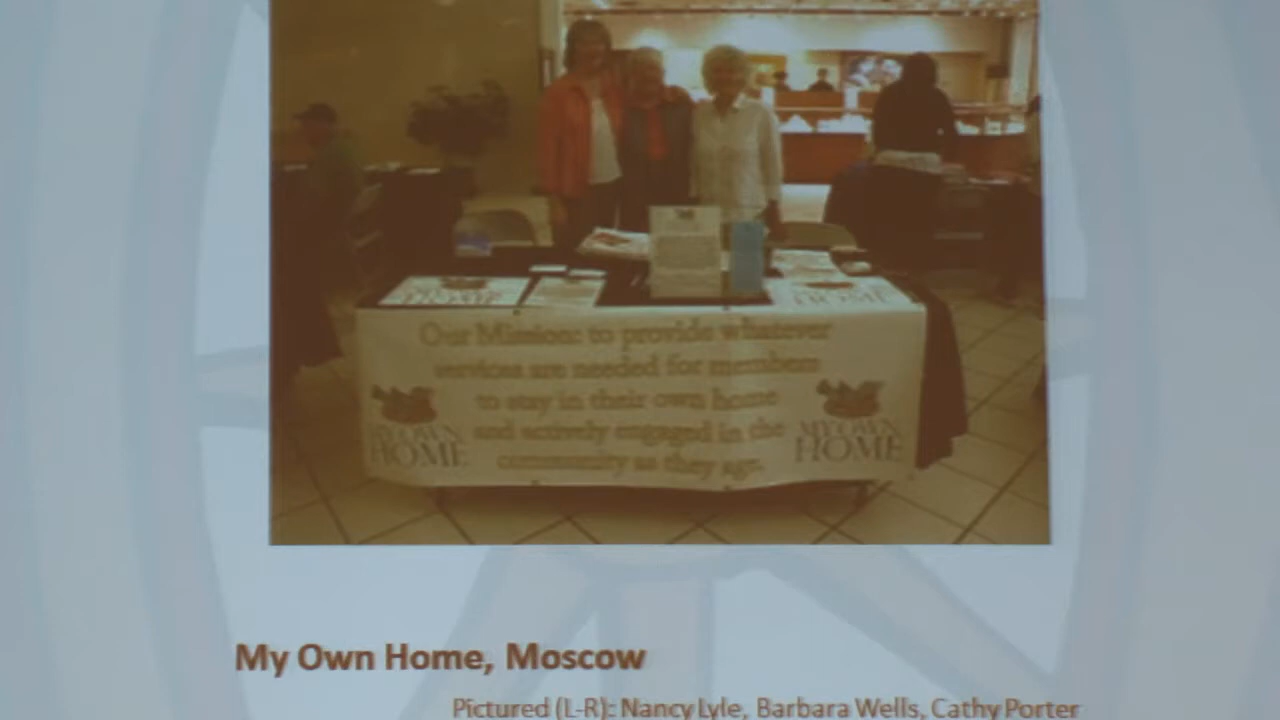 Our Mission: to provide whatever
services are needed for members
to stay in their own home
and actively engaged in the
community as they age.
MY OWN
HOME
MY OWN
HOME
HOME
HOME
My Own Home, Moscow
Pictured (L-R): Nancy Lyle, Barbara Wells, Cathy Porter